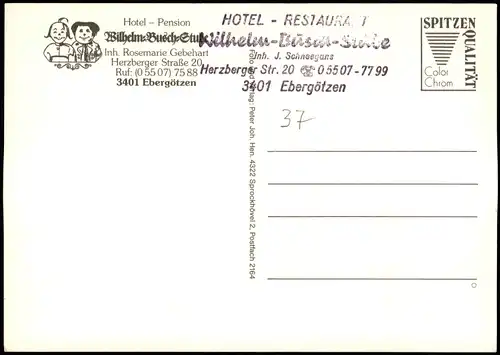 Hotel – Pension
Wilhelm-Busch-Stube
Inh. Rosemarie Gebehart
Herzberger Straße 20
Ruf: (0 55 07) 75 88
3401 Ebergötzen
HOTEL - RESTAURA T
Wilhelm-Busch-Stube
Inh. J. Schneegans
Herzberger Str. 20 ☎ 0 55 07 - 77 99
3401 Ebergötzen
SPITZEN
QUALITÄT
Color
Chrom
37
Verlag: Peter Joh. Hen. 4322 Sprockhövel 2, Postfach 2164